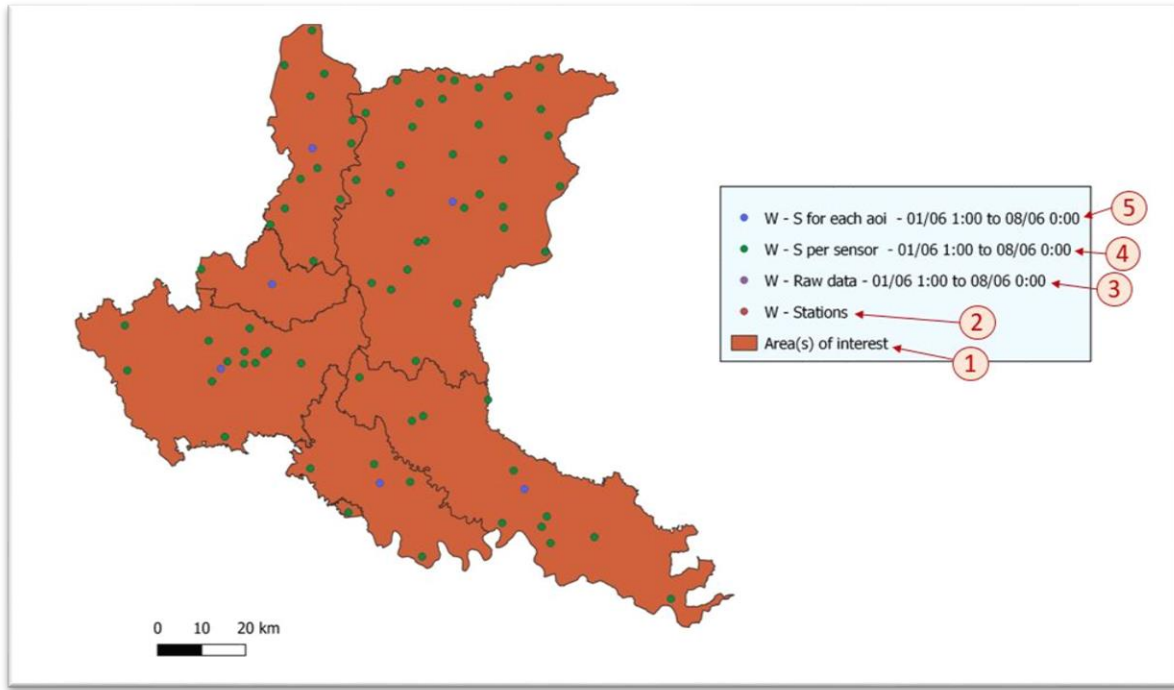 W - S for each aoi - 01/06 1:00 to 08/06 0:00
5
W - S per sensor - 01/06 1:00 to 08/06 0:00
4
W - Raw data - 01/06 1:00 to 08/06 0:00
3
W - Stations
2
Area(s) of interest
1
0 10 20 km